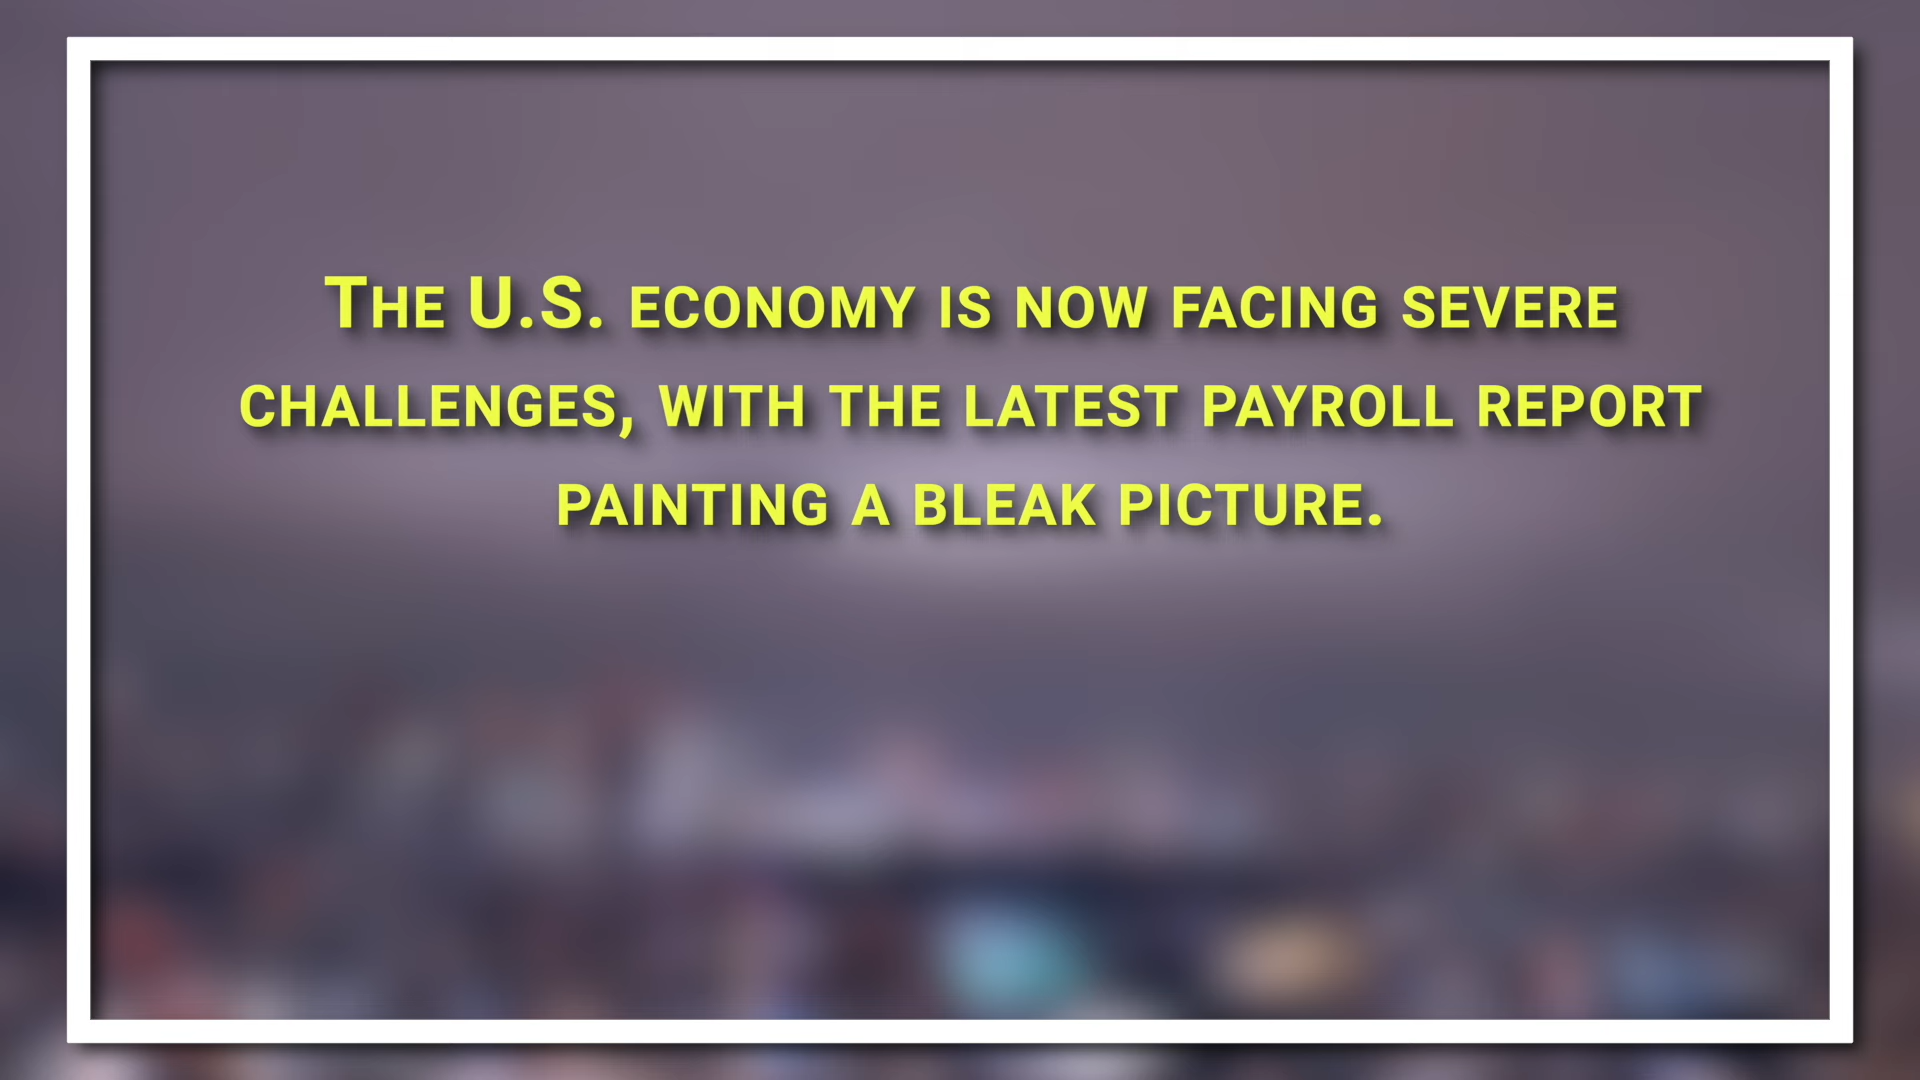 The U.S. economy is now facing severe
challenges, with the latest payroll report
painting a bleak picture.